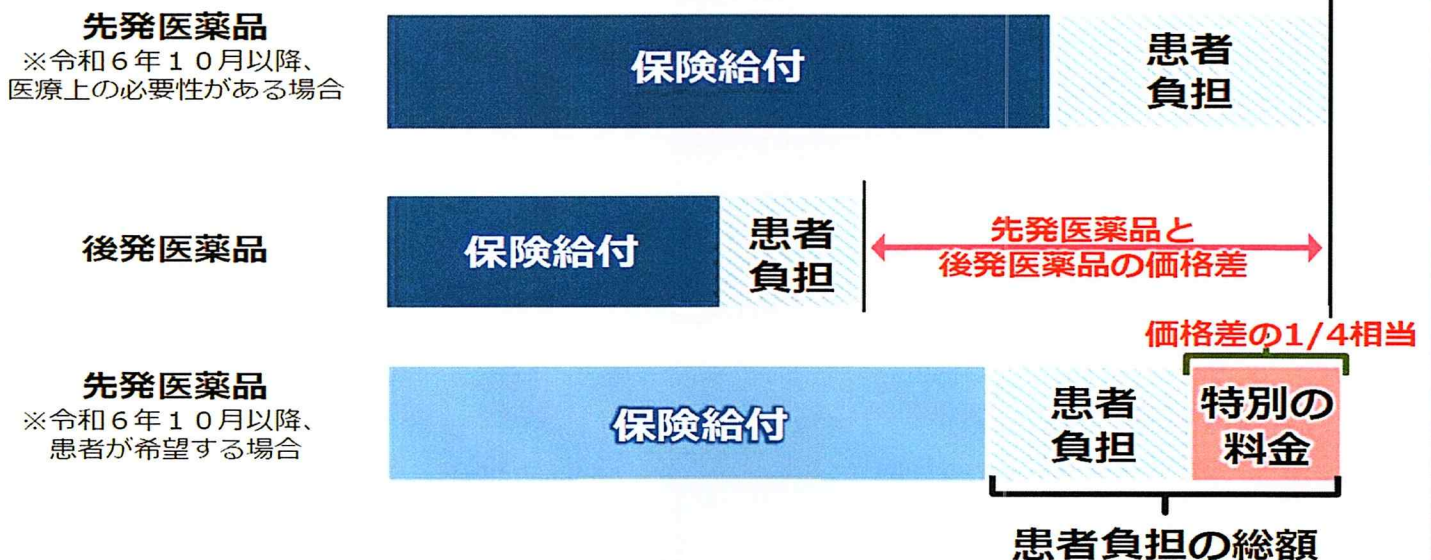 先発医薬品
※令和６年１０月以降、
医療上の必要性がある場合
保険給付
患者
負担
後発医薬品
保険給付
患者
負担
先発医薬品と
後発医薬品の価格差
価格差の1/4相当
先発医薬品
※令和６年１０月以降、
患者が希望する場合
保険給付
患者
負担
特別の
料金
患者負担の総額